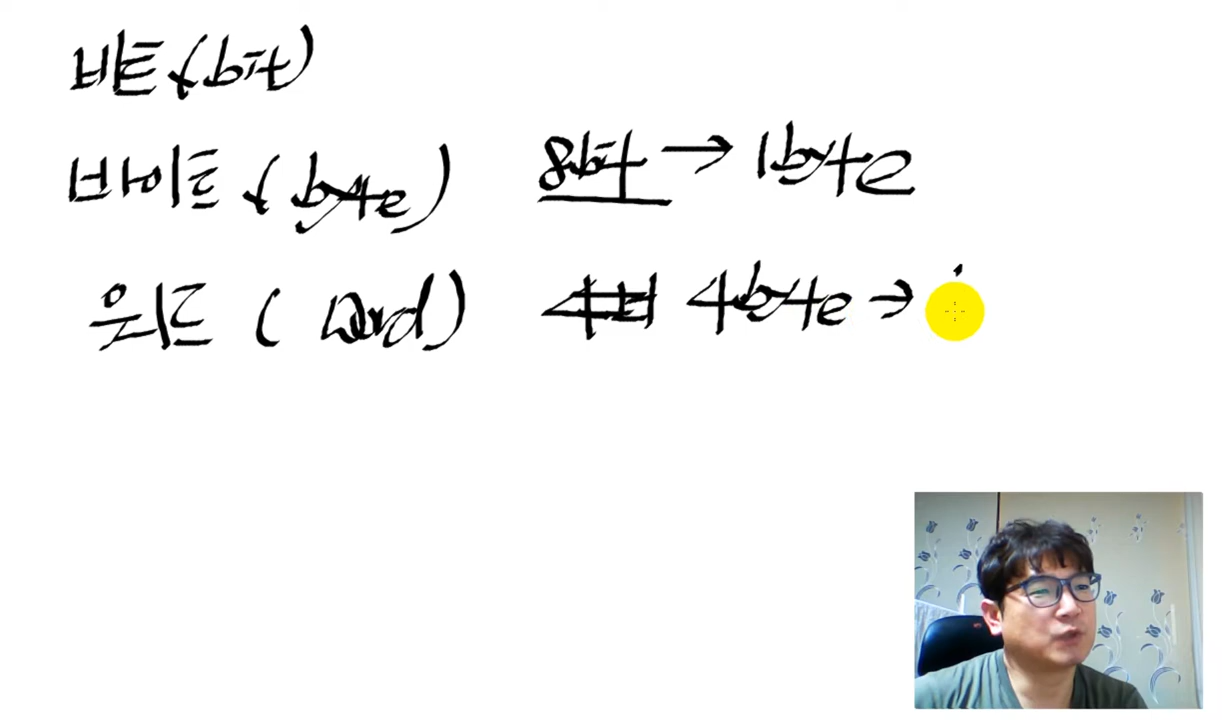 비트 (bit)
바이트 (byte) 8bit → 1byte
워드 (word) 4byte →